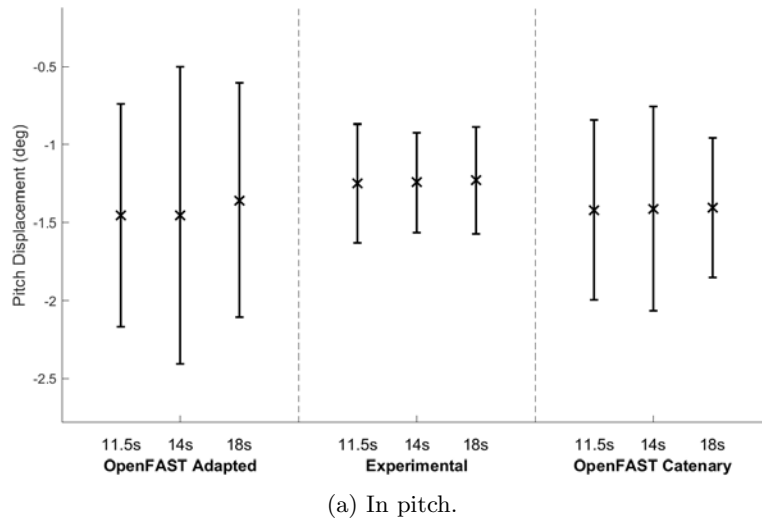 -0.5
-1
-1.5
-2
-2.5
Pitch Displacement (deg)
11.5s 14s 18s 11.5s 14s 18s 11.5s 14s 18s
OpenFAST Adapted Experimental OpenFAST Catenary
(a) In pitch.